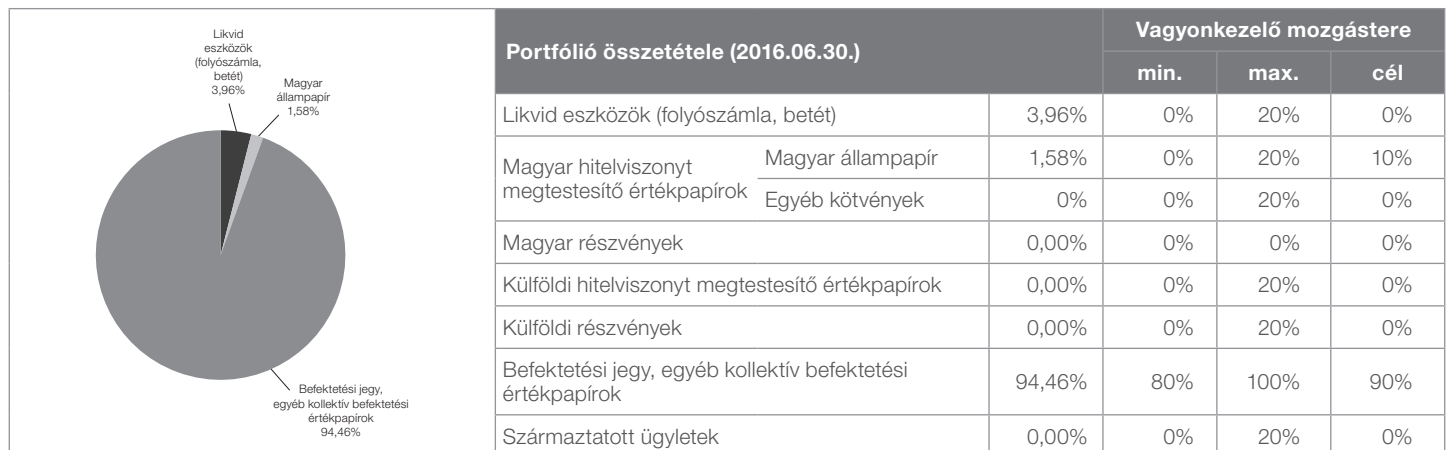 Likvid
eszközök
(folyószámla,
betét)
3,96%
Magyar
állampapír
1,58%
Befektetési jegy,
egyéb kollektív befektetési
értékpapírok
94,46%
Portfólió összetétele (2016.06.30.) Vagyonkezelő mozgástere
min. max. cél
Likvid eszközök (folyószámla, betét) 3,96% 0% 20% 0%
Magyar hitelviszonyt
megtestesítő értékpapírok
Magyar állampapír 1,58% 0% 20% 10%
Egyéb kötvények 0% 0% 20% 0%
Magyar részvények 0,00% 0% 0% 0%
Külföldi hitelviszonyt megtestesítő értékpapírok 0,00% 0% 20% 0%
Külföldi részvények 0,00% 0% 20% 0%
Befektetési jegy, egyéb kollektív befektetési
értékpapírok 94,46% 80% 100% 90%
Származtatott ügyletek 0,00% 0% 20% 0%